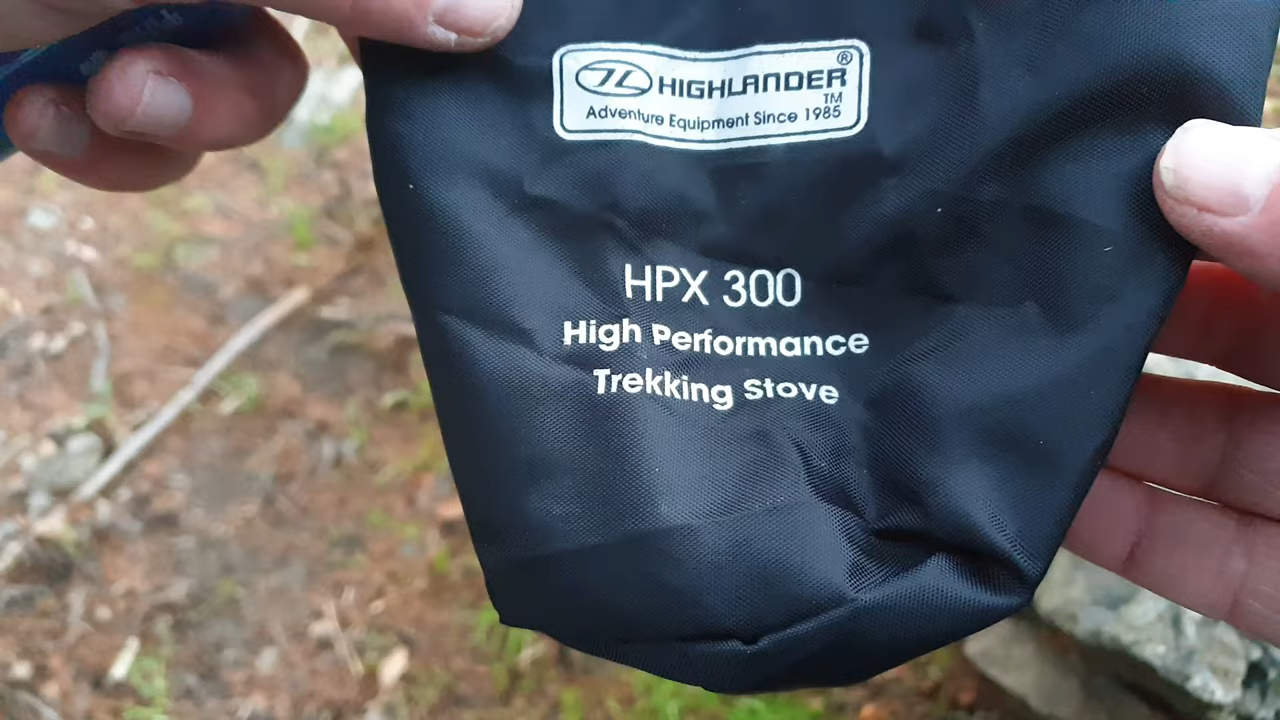 HIGHLANDER®
TM
Adventure Equipment Since 1985
HPX 300
High Performance
Trekking Stove